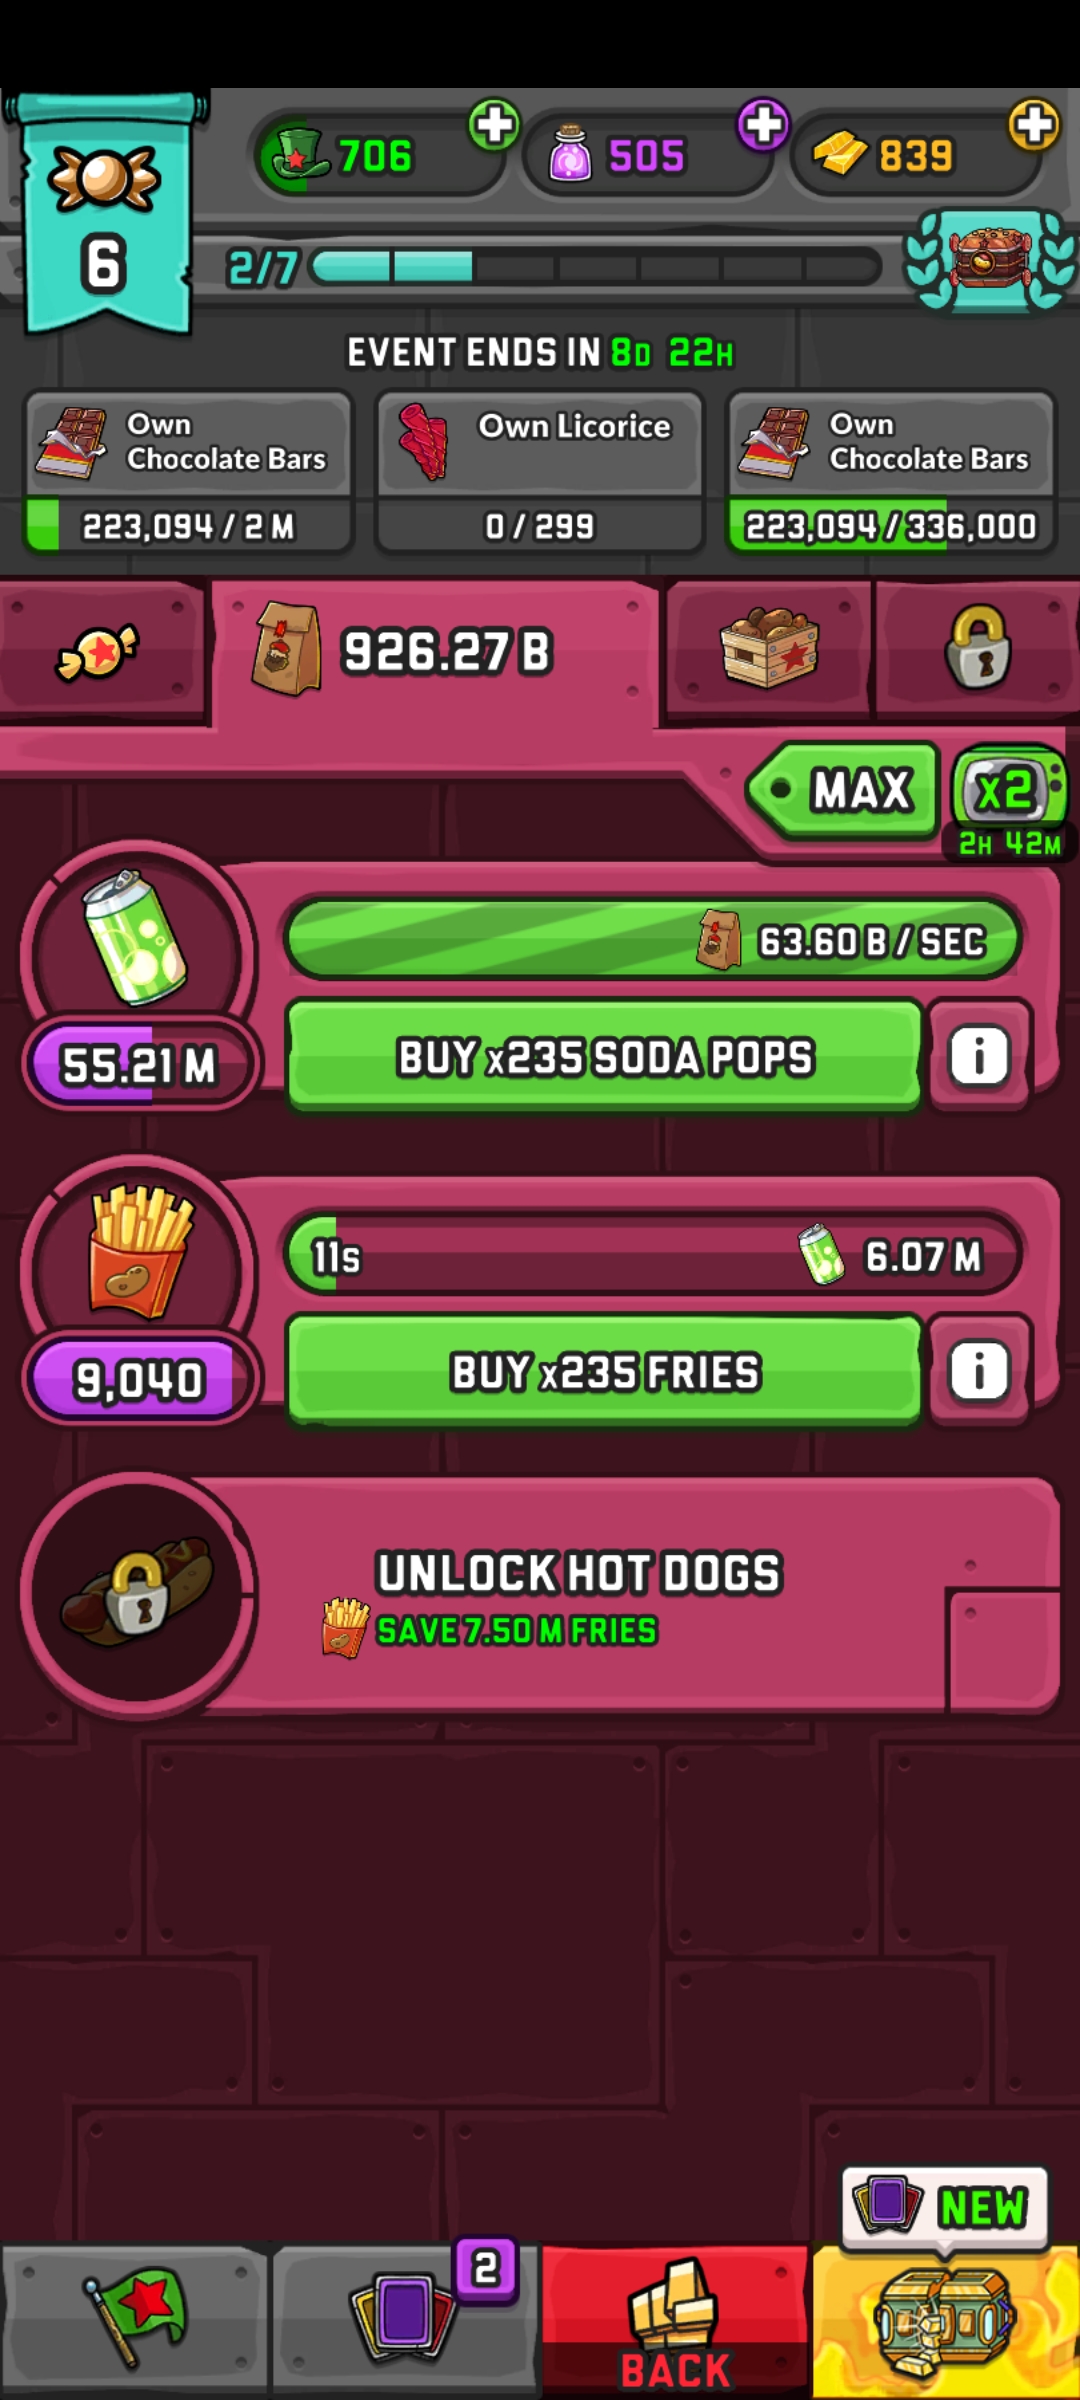 706
505
839
6
2/7
EVENT ENDS IN 8D 22H
Own
Chocolate Bars
223,094 / 2 M
Own Licorice
0 / 299
Own
Chocolate Bars
223,094 / 336,000
926.27 B
MAX
x2
2H 42M
63.60 B / SEC
55.21 M
BUY x235 SODA POPS
i
11s
6.07 M
9,040
BUY x235 FRIES
i
UNLOCK HOT DOGS
SAVE 7.50 M FRIES
NEW
2
BACK